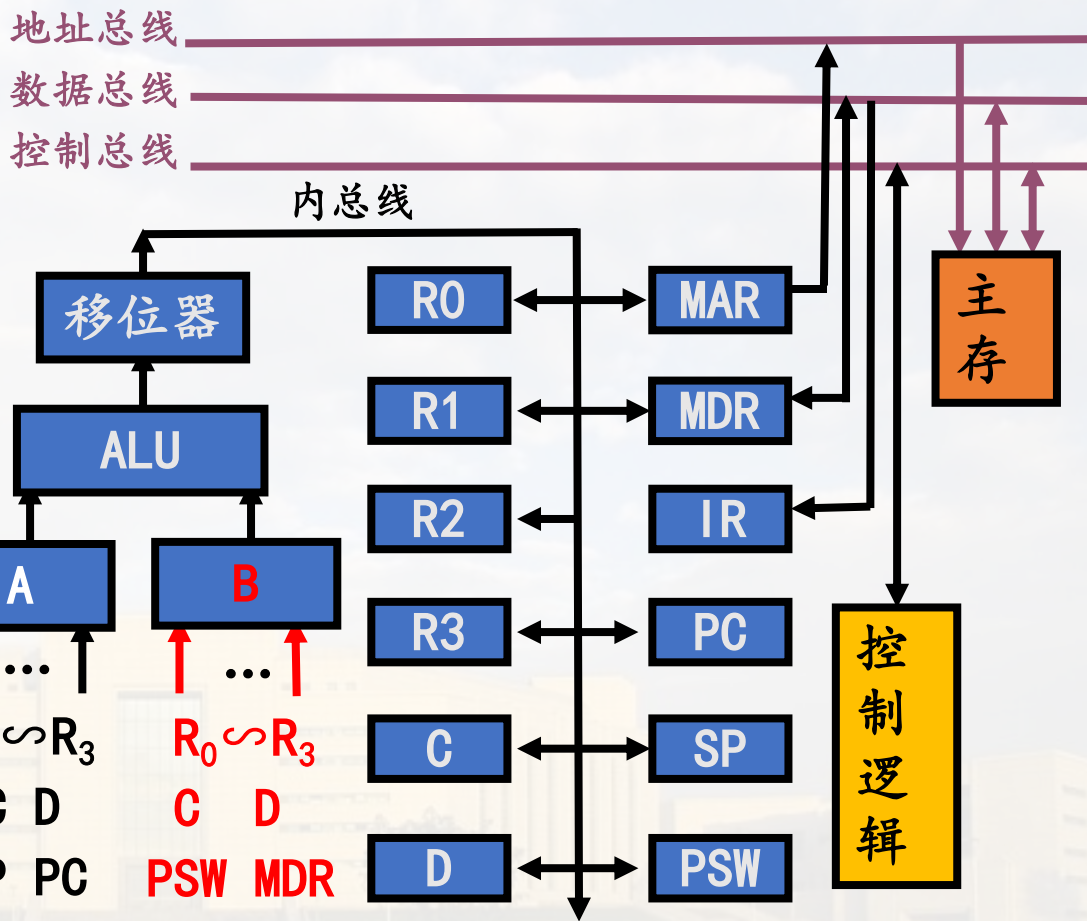 地址总线
数据总线
控制总线
内总线
移位器
R0
MAR
主存
ALU
R1
MDR
R2
IR
A
B
R3
PC
控制逻辑
... ...
∽R₃ R₀∽R₃
C SP
C D C D
P PC PSW MDR
D PSW